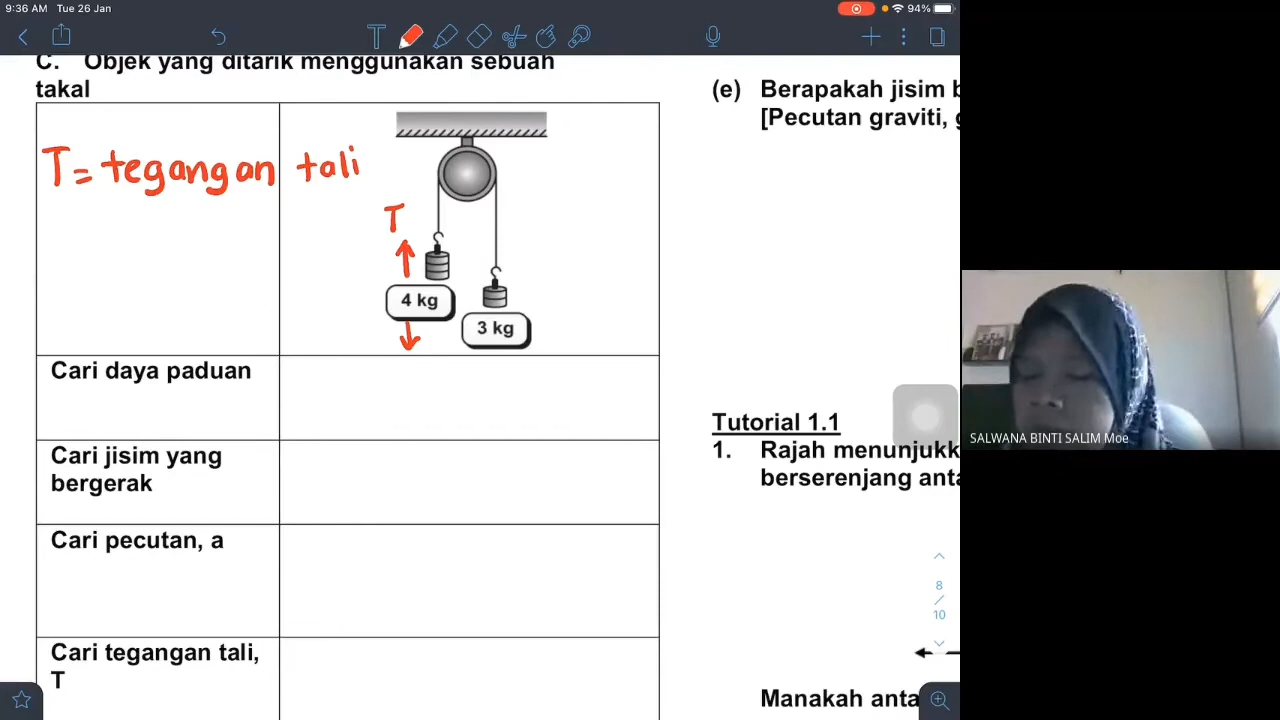 9:36 AM Tue 26 Jan
94%
C. Objek yang ditarik menggunakan sebuah
takal
T = tegangan tali
T
4 kg
3 kg
Cari daya paduan
Cari jisim yang
bergerak
Cari pecutan, a
Cari tegangan tali,
T
(e) Berapakah jisim b
[Pecutan graviti, g
Tutorial 1.1
1. Rajah menunjukk
berserenjang anta
8
/
10
Manakah anta
SALWANA BINTI SALIM Moe